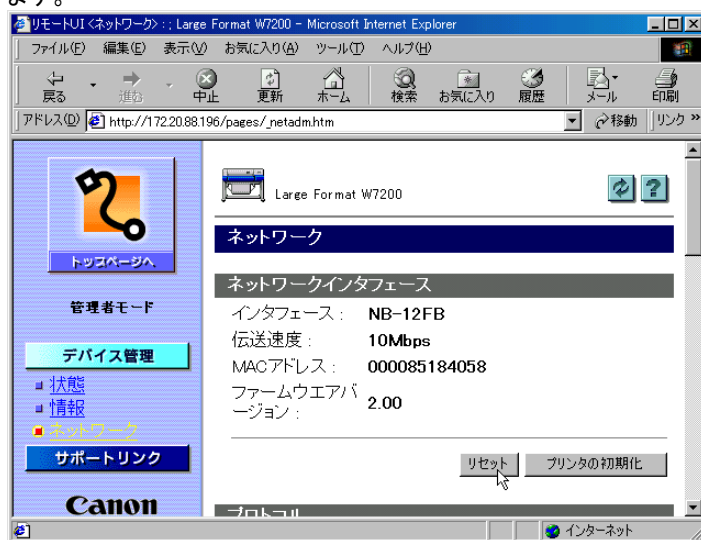 ます。
リモートUI <ネットワーク> : ; Large Format W7200 - Microsoft Internet Explorer
ファイル(F) 編集(E) 表示(V) お気に入り(A) ツール(T) ヘルプ(H)
戻る 進む 中止 更新 ホーム 検索 お気に入り 履歴 メール 印刷
アドレス(D) http://172.20.88.196/pages/_netadm.htm 移動 リンク »
Large Format W7200
?
ネットワーク
トップページへ
ネットワークインタフェース
管理者モード
インタフェース : NB-12FB
伝送速度 : 10Mbps
MACアドレス : 000085184058
ファームウエアバ
ージョン : 2.00
デバイス管理
状態
情報
ネットワーク
サポートリンク
リセット プリンタの初期化
Canon
プロトコル
インターネット